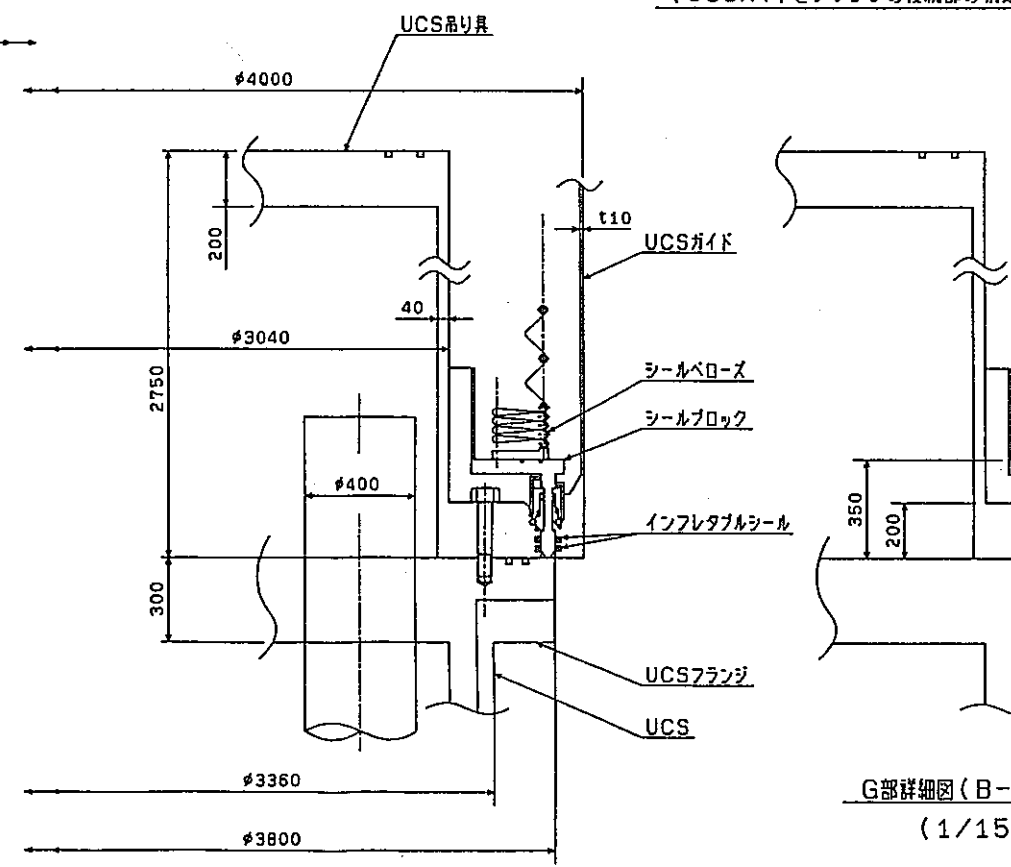 UCS吊り具
φ4000
200
t10
UCSガイド
40
φ3040
2750
シールベローズ
シールブロック
φ400
350
200
インフレタブルシール
300
UCSフランジ
UCS
φ3360
G部詳細図(B-
(1/15
φ3800